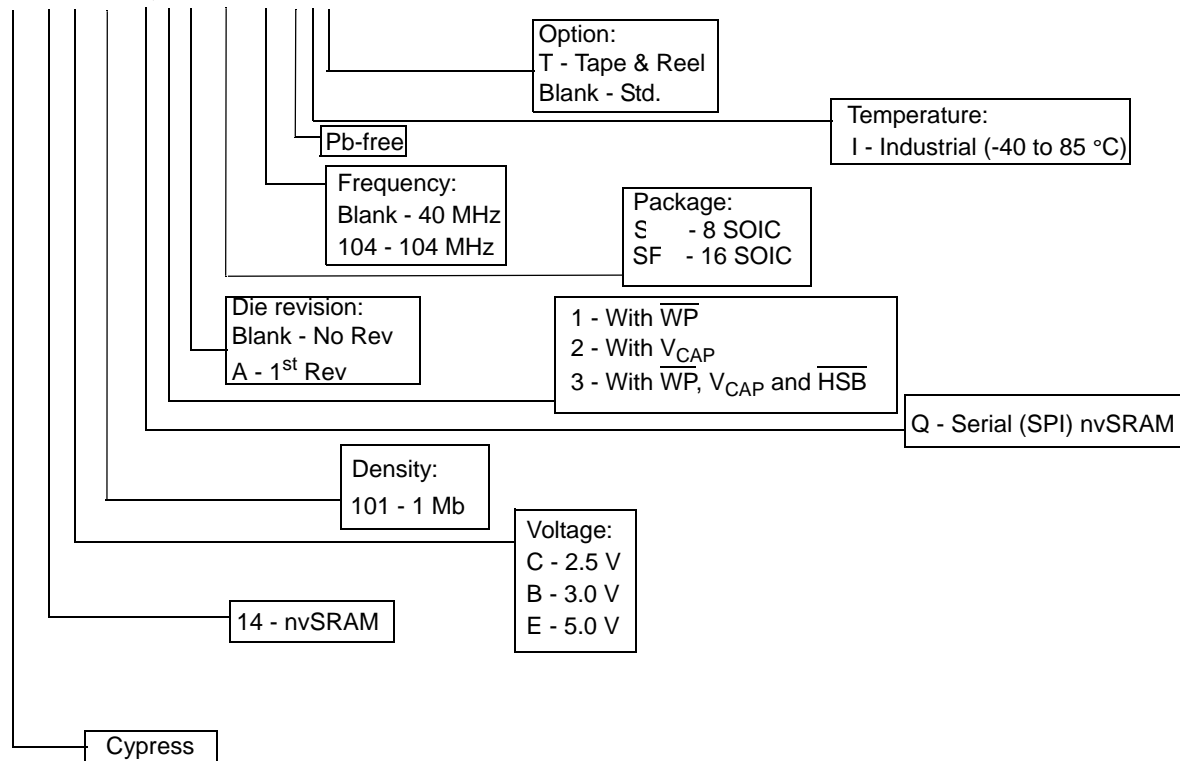 Option:
T - Tape & Reel
Blank - Std.
Temperature:
I - Industrial (-40 to 85 °C)
Pb-free
Frequency:
Blank - 40 MHz
104 - 104 MHz
Package:
S - 8 SOIC
SF - 16 SOIC
Die revision:
Blank - No Rev
A - 1st Rev
1 - With W̅P̅
2 - With VCAP
3 - With W̅P̅, VCAP and H̅S̅B̅
Q - Serial (SPI) nvSRAM
Density:
101 - 1 Mb
Voltage:
C - 2.5 V
B - 3.0 V
E - 5.0 V
14 - nvSRAM
Cypress